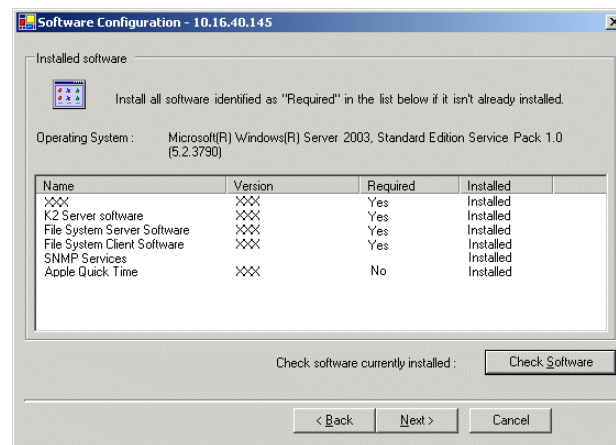 Software Configuration - 10.16.40.145
Installed software
Install all software identified as "Required" in the list below if it isn't already installed.
Operating System : Microsoft(R) Windows(R) Server 2003, Standard Edition Service Pack 1.0
(5.2.3790)
Name Version Required Installed
XXX XXX Yes Installed
K2 Server software XXX Yes Installed
File System Server Software XXX Yes Installed
File System Client Software XXX Yes Installed
SNMP Services Installed
Apple Quick Time XXX No Installed
Check software currently installed : Check Software
< Back Next > Cancel